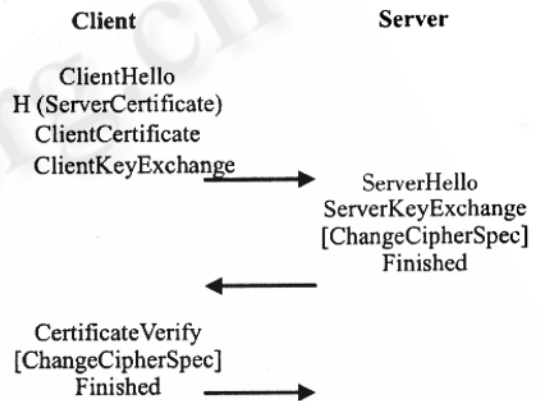 Client Server
ClientHello
H (ServerCertificate)
ClientCertificate
ClientKeyExchange
ServerHello
ServerKeyExchange
[ChangeCipherSpec]
Finished
CertificateVerify
[ChangeCipherSpec]
Finished